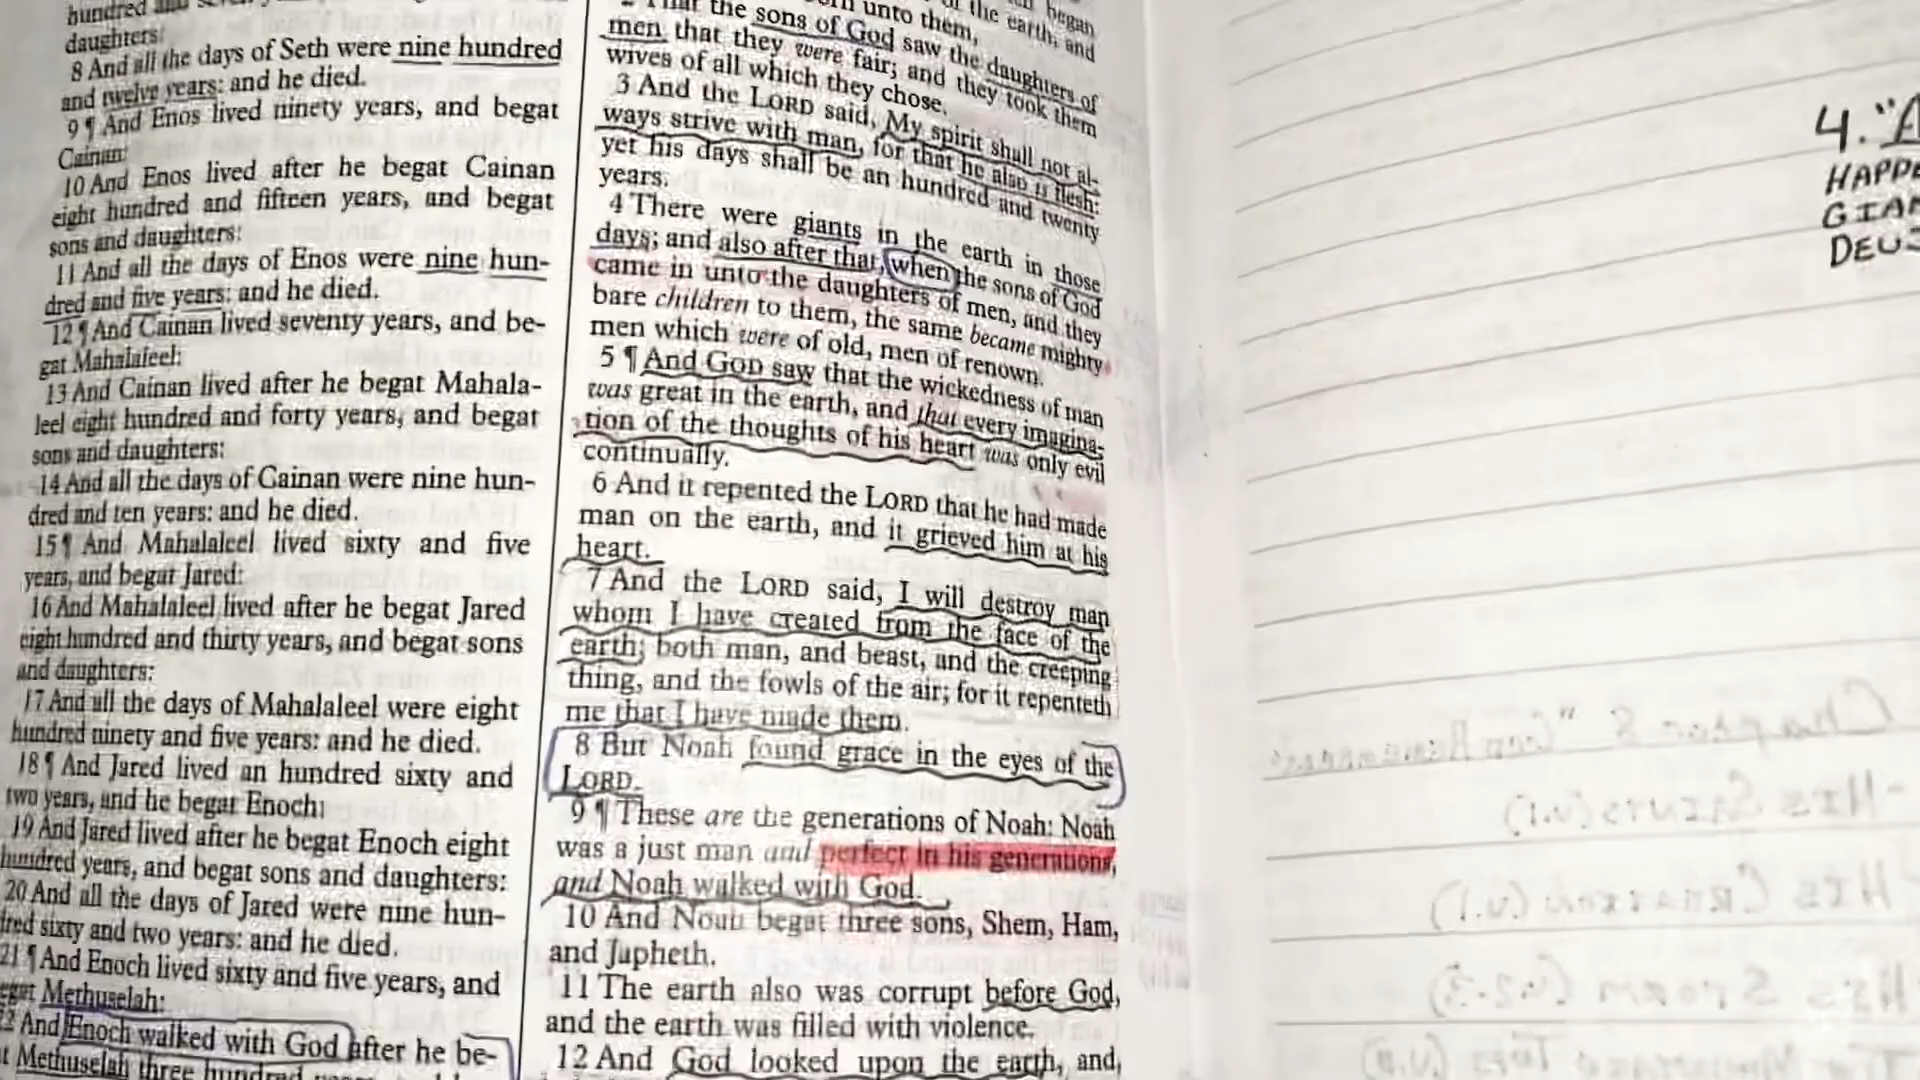 hundred and
daughters:
8 And all the days of Seth were nine hundred
and twelve years: and he died.
9 ¶ And Enos lived ninety years, and begat
Cainan:
10 And Enos lived after he begat Cainan
eight hundred and fifteen years, and begat
sons and daughters:
11 And all the days of Enos were nine hun-
dred and five years: and he died.
12 ¶ And Cainan lived seventy years, and be-
gat Mahalaleel:
13 And Cainan lived after he begat Mahala-
leel eight hundred and forty years, and begat
sons and daughters:
14 And all the days of Cainan were nine hun-
dred and ten years: and he died.
15 ¶ And Mahalaleel lived sixty and five
years, and begat Jared:
16 And Mahalaleel lived after he begat Jared
eight hundred and thirty years, and begat sons
and daughters:
17 And all the days of Mahalaleel were eight
hundred ninety and five years: and he died.
18 ¶ And Jared lived an hundred sixty and
two years, and he begat Enoch:
19 And Jared lived after he begat Enoch eight
hundred years, and begat sons and daughters:
20 And all the days of Jared were nine hun-
dred sixty and two years: and he died.
21 ¶ And Enoch lived sixty and five years, and
begat Methuselah:
22 And Enoch walked with God after he be-
Methuselah three hundred
began
of the earth, and
unto them,
2 That the sons of God saw the daughters of
men that they were fair; and they took them
wives of all which they chose.
3 And the LORD said, My spirit shall not al-
ways strive with man, for that he also is flesh:
yet his days shall be an hundred and twenty
years.
4 There were giants in the earth in those
days; and also after that, when the sons of God
came in unto the daughters of men, and they
bare children to them, the same became mighty
men which were of old, men of renown.
5 ¶ And GOD saw that the wickedness of man
was great in the earth, and that every imagina-
tion of the thoughts of his heart was only evil
continually.
6 And it repented the LORD that he had made
man on the earth, and it grieved him at his
heart.
7 And the LORD said, I will destroy man
whom I have created from the face of the
earth; both man, and beast, and the creeping
thing, and the fowls of the air; for it repenteth
me that I have made them.
8 But Noah found grace in the eyes of the
LORD.
9 ¶ These are the generations of Noah: Noah
was a just man and perfect in his generations,
and Noah walked with God.
10 And Noah begat three sons, Shem, Ham,
and Japheth.
11 The earth also was corrupt before God,
and the earth was filled with violence.
12 And God looked upon the earth, and,
4. "A
HAPPE
GIAN
DEU